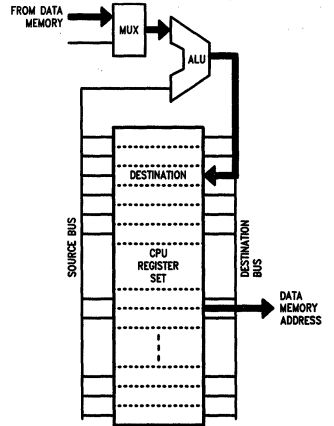 FROM DATA
MEMORY
MUX
ALU
DESTINATION
SOURCE BUS
CPU
REGISTER
SET
DESTINATION
BUS
DATA
MEMORY
ADDRESS